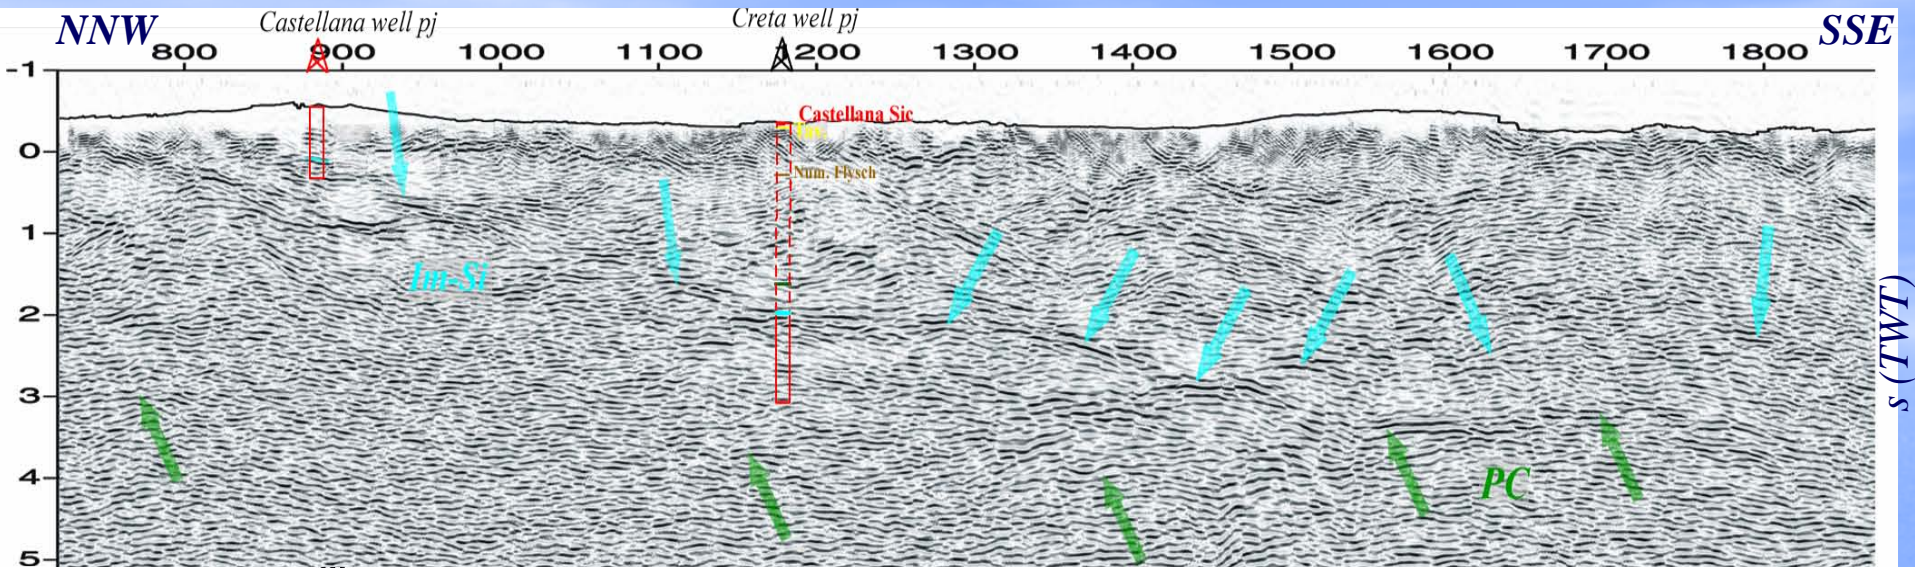 Castellana well pj
Creta well pj
NNW
SSE
800 900 1000 1100 1200 1300 1400 1500 1600 1700 1800
-1
Castellana Sic
0
Num. Flysch
1
Im-Si
2
s (TWT)
3
4
PC
5